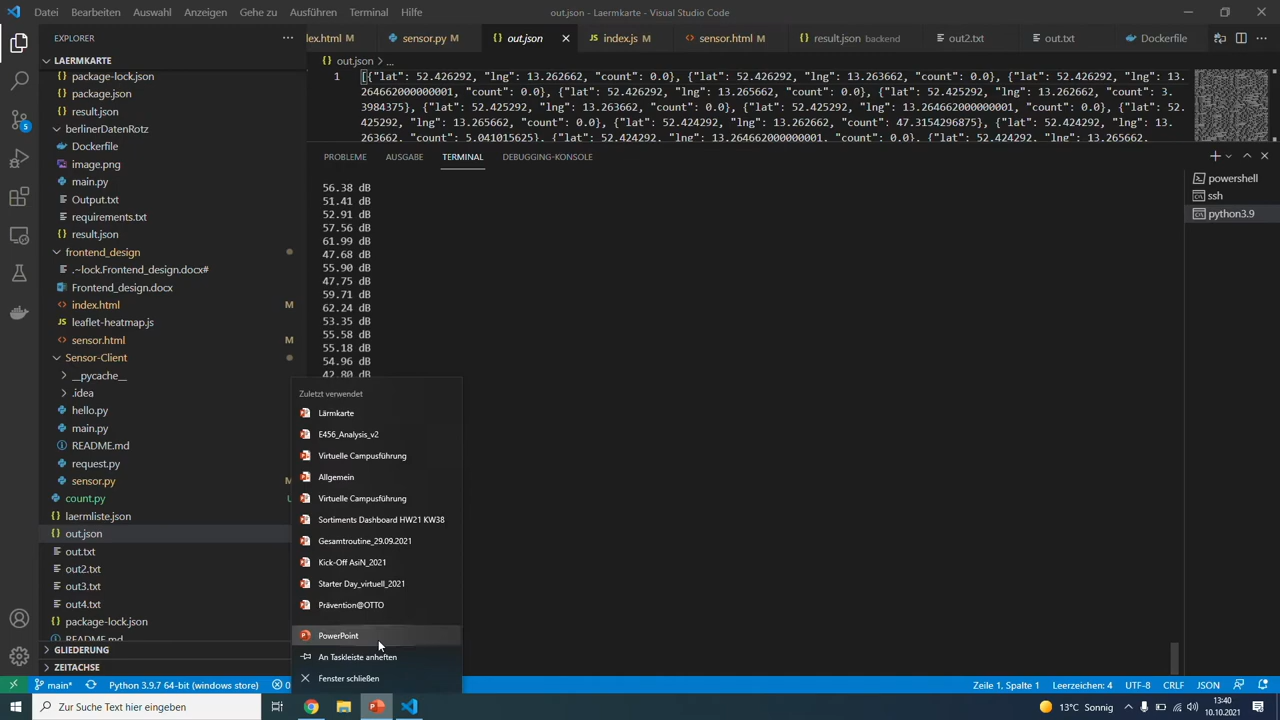 Datei Bearbeiten Auswahl Anzeigen Gehe zu Ausführen Terminal Hilfe
out.json - Laermkarte - Visual Studio Code
EXPLORER
LAERMKARTE
package-lock.json
package.json
result.json
berlinerDatenRotz
Dockerfile
image.png
main.py
Output.txt
requirements.txt
result.json
frontend_design
.~lock.Frontend_design.docx#
Frontend_design.docx
index.html M
leaflet-heatmap.js
sensor.html M
Sensor-Client
__pycache__
.idea
hello.py
main.py
README.md
request.py
sensor.py M
count.py
laermliste.json
out.json
out.txt
out2.txt
out3.txt
out4.txt
package-lock.json
README.md
GLIEDERUNG
ZEITACHSE
dex.html M
sensor.py M
out.json
index.js M
sensor.html M
result.json backend
out2.txt
out.txt
Dockerfile
out.json ...
1 [{"lat": 52.426292, "lng": 13.262662, "count": 0.0}, {"lat": 52.426292, "lng": 13.263662, "count": 0.0}, {"lat": 52.426292, "lng": 13.
264662000000001, "count": 0.0}, {"lat": 52.426292, "lng": 13.265662, "count": 0.0}, {"lat": 52.425292, "lng": 13.262662, "count": 3.
3984375}, {"lat": 52.425292, "lng": 13.263662, "count": 0.0}, {"lat": 52.425292, "lng": 13.264662000000001, "count": 0.0}, {"lat": 52.
425292, "lng": 13.265662, "count": 0.0}, {"lat": 52.424292, "lng": 13.262662, "count": 47.3154296875}, {"lat": 52.424292, "lng": 13.
263662, "count": 5.041015625}, {"lat": 52.424292, "lng": 13.264662000000001, "count": 0.0}, {"lat": 52.424292, "lng": 13.265662,
PROBLEME AUSGABE TERMINAL DEBUGGING-KONSOLE
powershell
ssh
python3.9
56.38 dB
51.41 dB
52.91 dB
57.56 dB
61.99 dB
47.68 dB
55.90 dB
47.75 dB
59.71 dB
62.24 dB
53.35 dB
55.58 dB
55.18 dB
54.96 dB
42.80 dB
Zuletzt verwendet
Lärmkarte
E456_Analysis_v2
Virtuelle Campusführung
Allgemein
Virtuelle Campusführung
Sortiments Dashboard HW21 KW38
Gesamtroutine_29.09.2021
Kick-Off AsiN_2021
Starter Day_virtuell_2021
Prävention@OTTO
PowerPoint
An Taskleiste anheften
Fenster schließen
5
main* Python 3.9.7 64-bit (windows store) 0
Zeile 1, Spalte 1 Leerzeichen: 4 UTF-8 CRLF JSON
Zur Suche Text hier eingeben
13°C Sonnig
13:40
10.10.2021